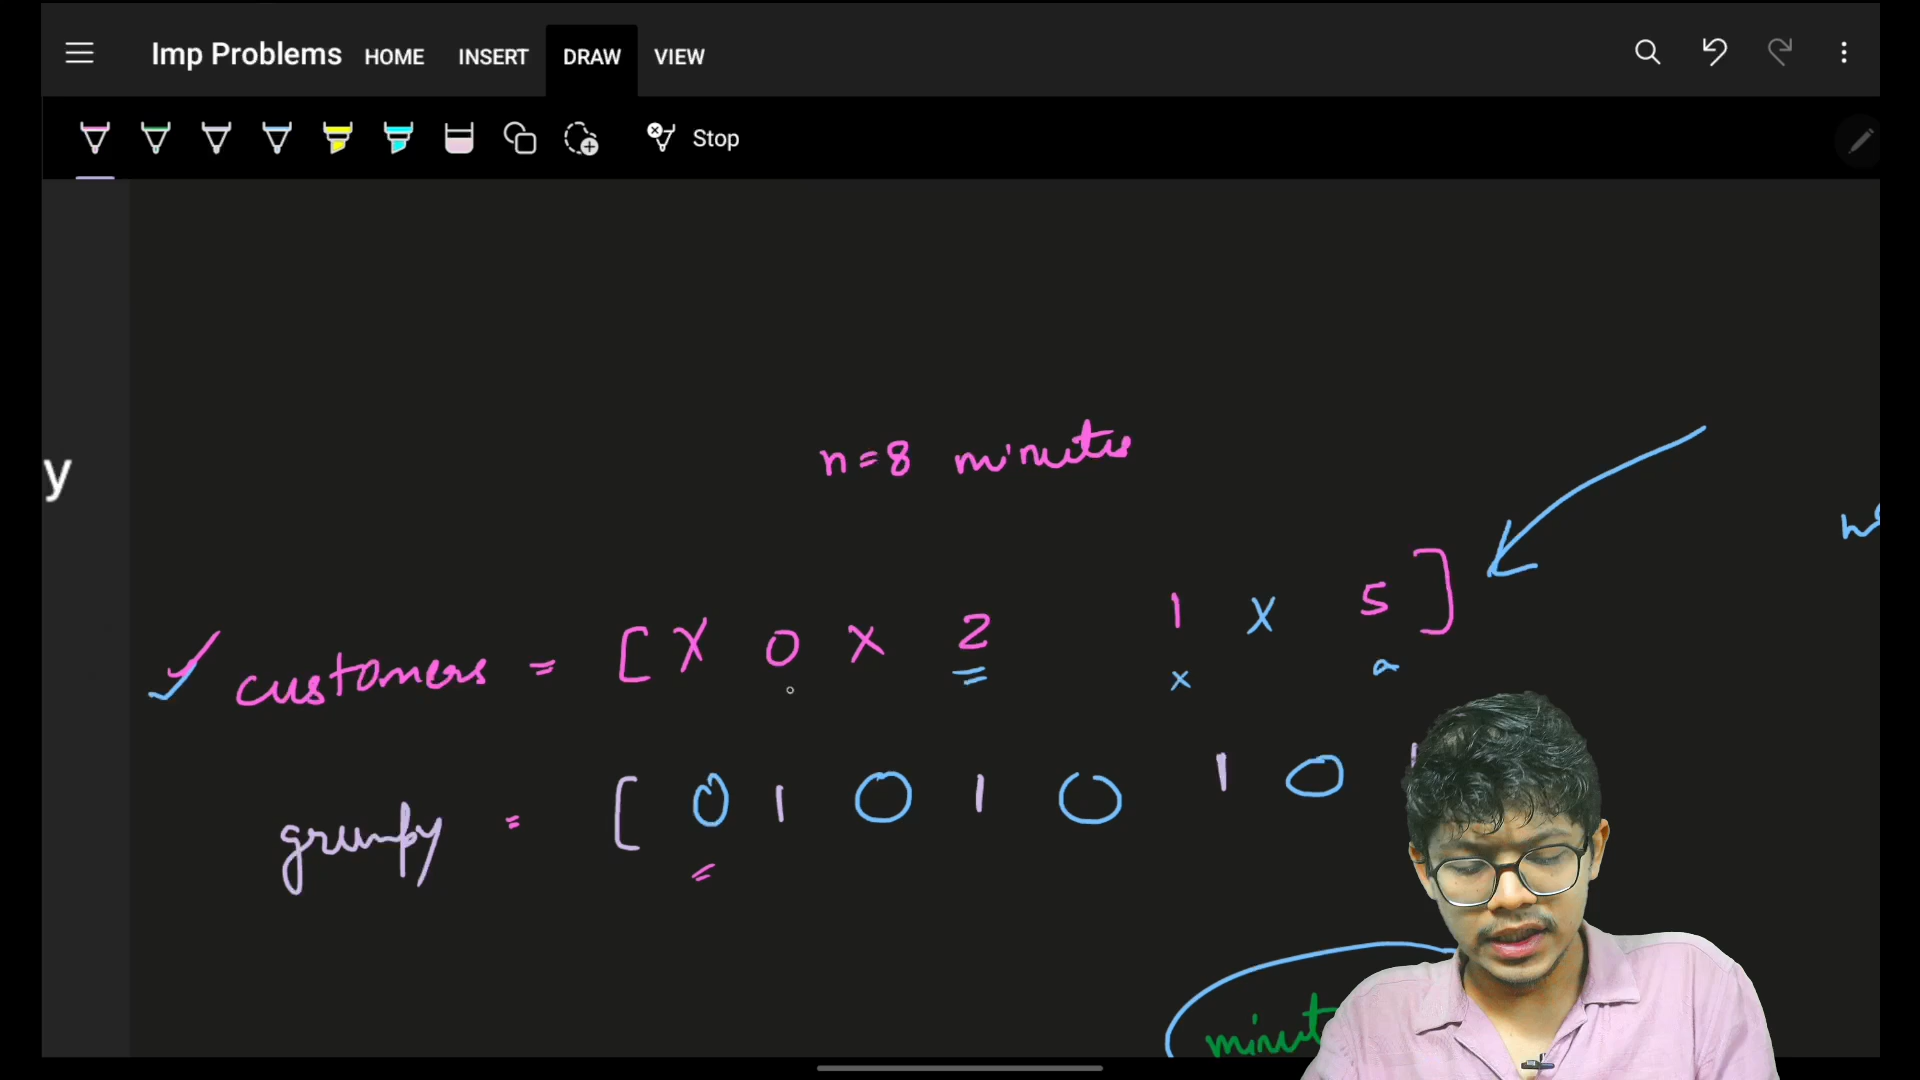 Imp Problems HOME INSERT DRAW VIEW
Stop
n=8 minutes
y
customers = [ X 0 X 2 1 X 5 ]
x
grumpy = [ 0 1 0 1 0 1 0
minut